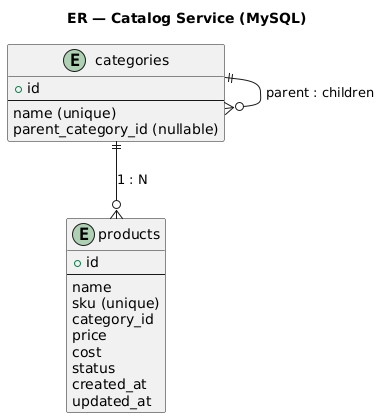 ER — Catalog Service (MySQL)
E categories
id
name (unique)
parent_category_id (nullable)
parent : children
1 : N
E products
id
name
sku (unique)
category_id
price
cost
status
created_at
updated_at